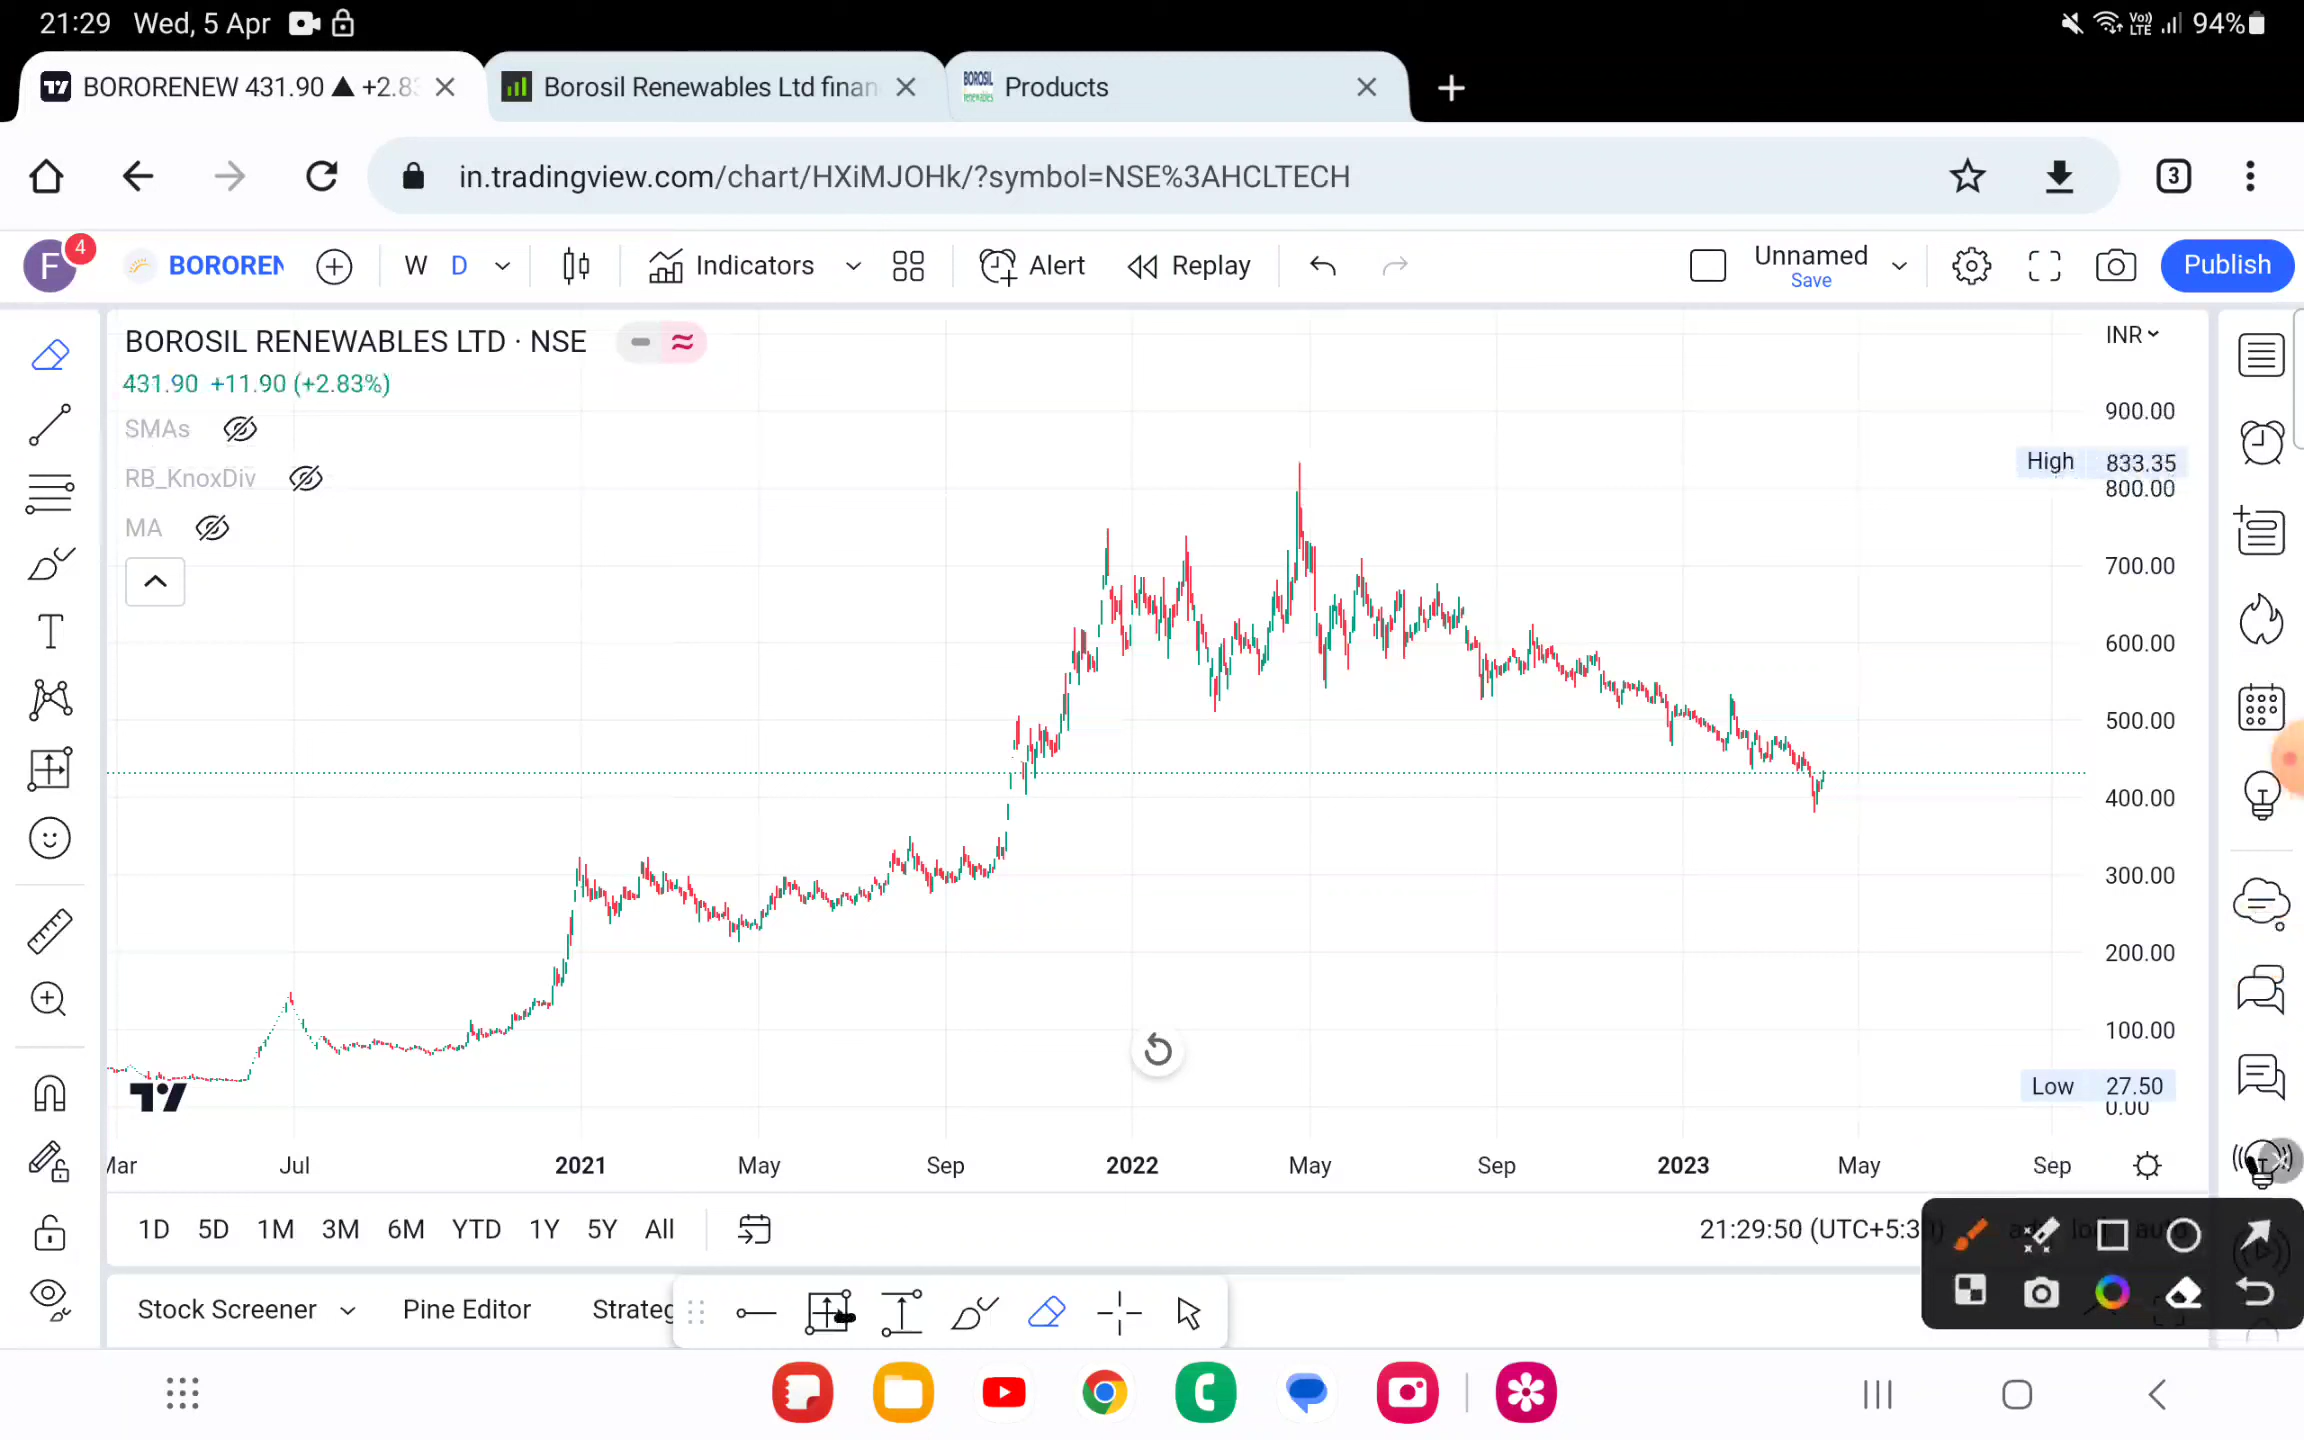 21:29 Wed, 5 Apr 94%
BORORENEW 431.90 ▲ +2.83
Borosil Renewables Ltd finan
BOROSIL renewables Products
in.tradingview.com/chart/HXiMJOHk/?symbol=NSE%3AHCLTECH 3
F 4 BOROREN W D Indicators Alert Replay Unnamed Save Publish
BOROSIL RENEWABLES LTD · NSE
INR
431.90 +11.90 (+2.83%)
SMAs
RB_KnoxDiv
MA
900.00
High 833.35
800.00
700.00
600.00
500.00
400.00
300.00
200.00
100.00
Low 27.50
0.00
Mar Jul 2021 May Sep 2022 May Sep 2023 May Sep
1D 5D 1M 3M 6M YTD 1Y 5Y All 21:29:50 (UTC+5:3
Stock Screener Pine Editor Strateg